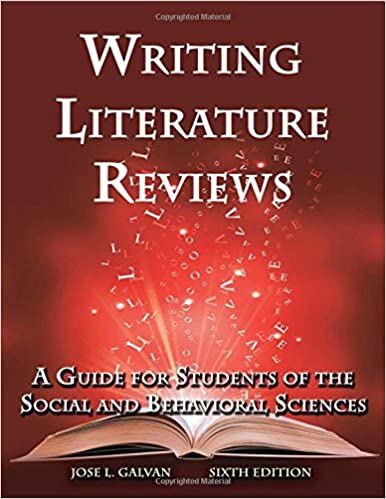 Copyrighted Material
WRITING
LITERATURE
REVIEWS
A GUIDE FOR STUDENTS OF THE
SOCIAL AND BEHAVIORAL SCIENCES
JOSE L. GALVAN SIXTH EDITION
Copyrighted Material